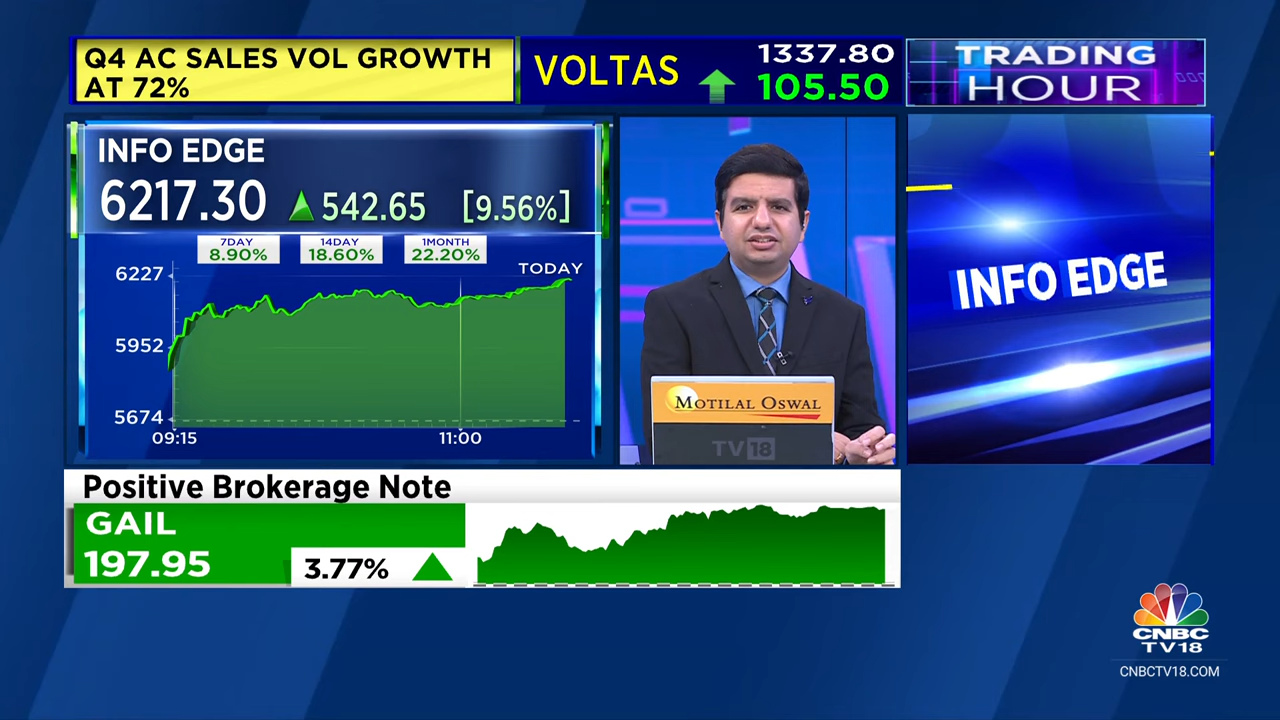 Q4 AC SALES VOL GROWTH
AT 72%
VOLTAS
1337.80
105.50
TRADING
HOUR
INFO EDGE
6217.30 542.65 [9.56%]
7DAY
8.90%
14DAY
18.60%
1MONTH
22.20%
TODAY
6227
5952
5674
09:15
11:00
MOTILAL OSWAL
TV18
INFO EDGE
Positive Brokerage Note
GAIL
197.95
3.77%
CNBC
TV18
CNBCTV18.COM